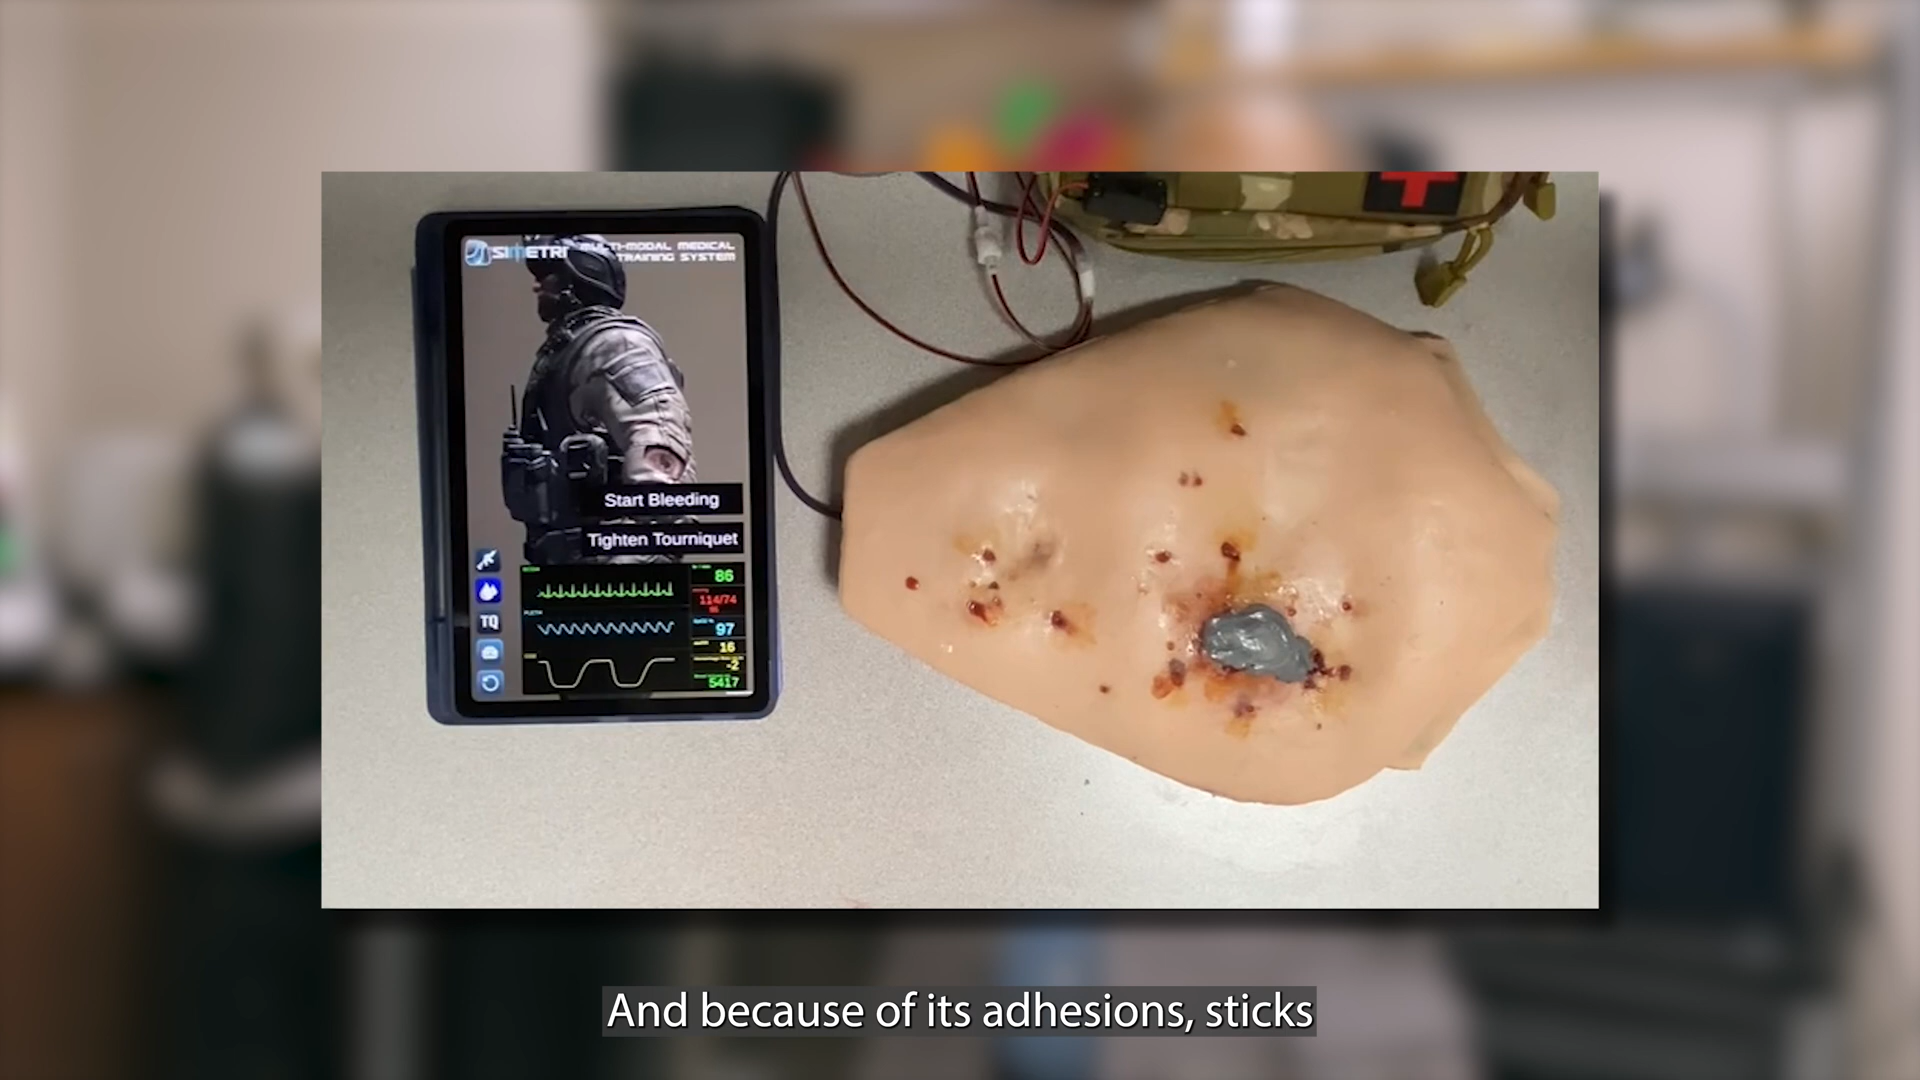 SIMETRI MULTI-MODAL MEDICAL
TRAINING SYSTEM
Start Bleeding
Tighten Tourniquet
TQ
86
114/74
97
16
-2
5417
And because of its adhesions, sticks